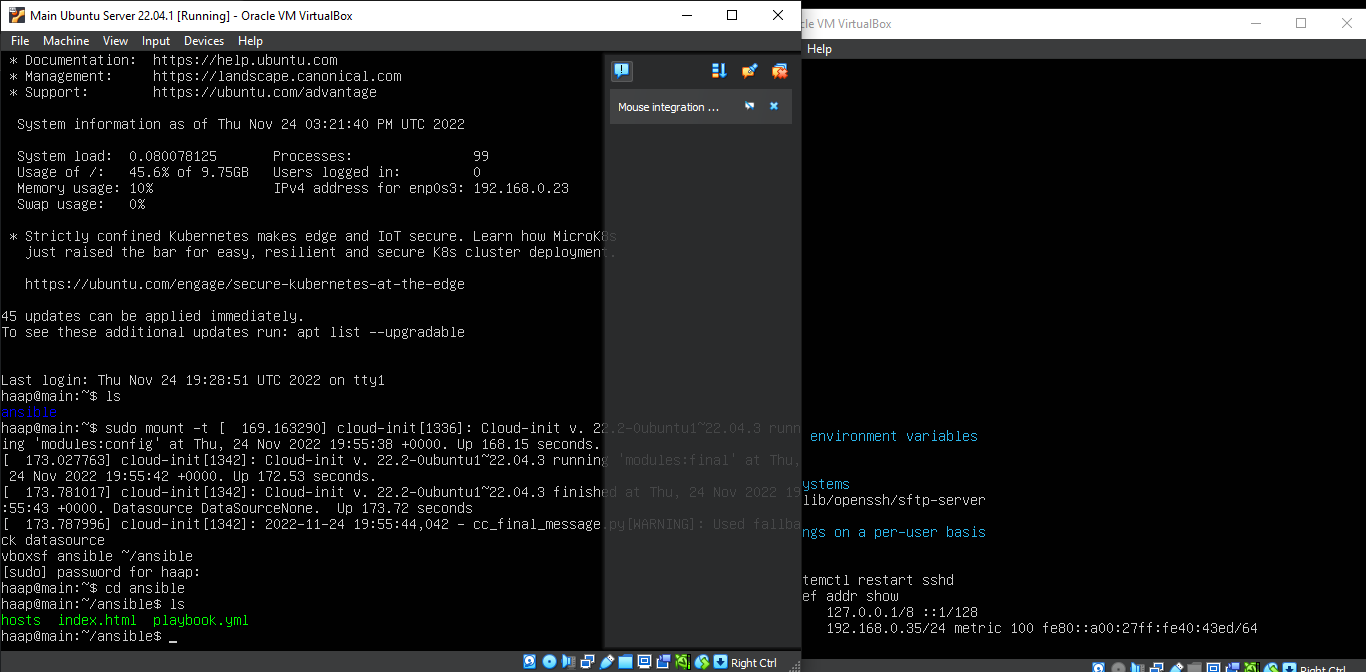 Main Ubuntu Server 22.04.1 [Running] - Oracle VM VirtualBox
File Machine View Input Devices Help
* Documentation: https://help.ubuntu.com
* Management: https://landscape.canonical.com
* Support: https://ubuntu.com/advantage
System information as of Thu Nov 24 03:21:40 PM UTC 2022
System load: 0.080078125 Processes: 99
Usage of /: 45.6% of 9.75GB Users logged in: 0
Memory usage: 10% IPv4 address for enp0s3: 192.168.0.23
Swap usage: 0%
* Strictly confined Kubernetes makes edge and IoT secure. Learn how MicroK8s
just raised the bar for easy, resilient and secure K8s cluster deployment.
https://ubuntu.com/engage/secure-kubernetes-at-the-edge
45 updates can be applied immediately.
To see these additional updates run: apt list --upgradable
Last login: Thu Nov 24 19:28:51 UTC 2022 on tty1
haap@main:~$ ls
ansible
haap@main:~$ sudo mount -t [  169.163290] cloud-init[1336]: Cloud-init v. 22.2-0ubuntu1~22.04.3 runn
ing 'modules:config' at Thu, 24 Nov 2022 19:55:38 +0000. Up 168.15 seconds.
[  173.027763] cloud-init[1342]: Cloud-init v. 22.2-0ubuntu1~22.04.3 running 'modules:final' at Thu,
24 Nov 2022 19:55:42 +0000. Up 172.53 seconds.
[  173.781017] cloud-init[1342]: Cloud-init v. 22.2-0ubuntu1~22.04.3 finished at Thu, 24 Nov 2022 19
:55:43 +0000. Datasource DataSourceNone.  Up 173.72 seconds
[  173.787996] cloud-init[1342]: 2022-11-24 19:55:44,042 - cc_final_message.py[WARNING]: Used fallba
ck datasource
vboxsf ansible ~/ansible
[sudo] password for haap:
haap@main:~$ cd ansible
haap@main:~/ansible$ ls
hosts  index.html  playbook.yml
haap@main:~/ansible$ _
Mouse integration ...
Right Ctrl
cle VM VirtualBox
Help
environment variables
ystems
lib/openssh/sftp-server
ngs on a per-user basis
temctl restart sshd
ef addr show
127.0.0.1/8 ::1/128
192.168.0.35/24 metric 100 fe80::a00:27ff:fe40:43ed/64
Right Ctrl